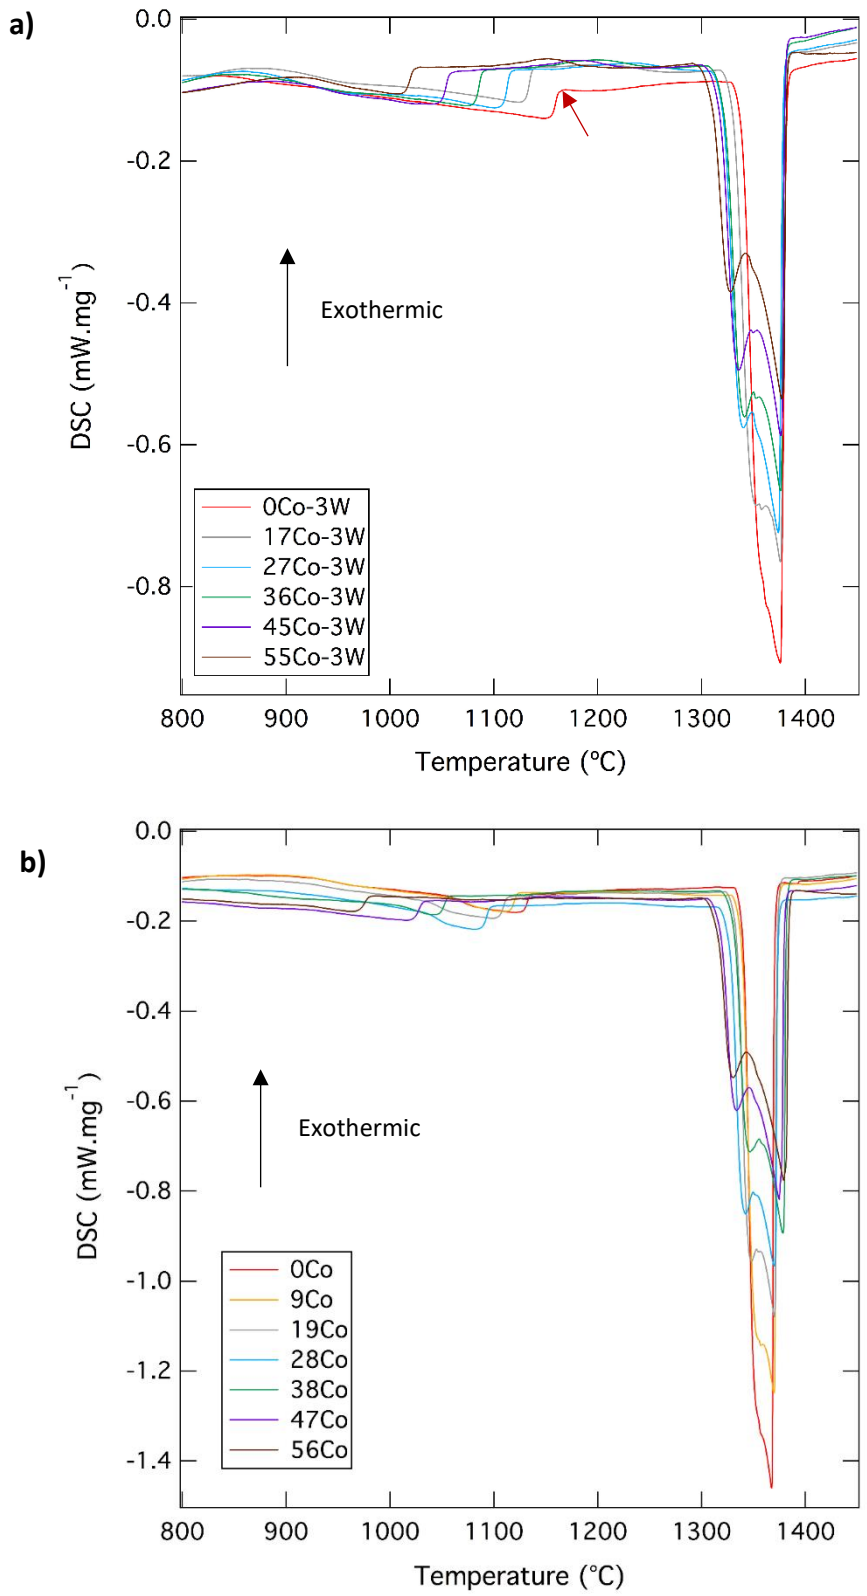 a)
0.0
-0.2
-0.4
-0.6
-0.8
DSC (mW.mg⁻¹)
Exothermic
0Co-3W
17Co-3W
27Co-3W
36Co-3W
45Co-3W
55Co-3W
800 900 1000 1100 1200 1300 1400
Temperature (ºC)
b)
0.0
-0.2
-0.4
-0.6
-0.8
-1.0
-1.2
-1.4
DSC (mW.mg⁻¹)
Exothermic
0Co
9Co
19Co
28Co
38Co
47Co
56Co
800 900 1000 1100 1200 1300 1400
Temperature (°C)